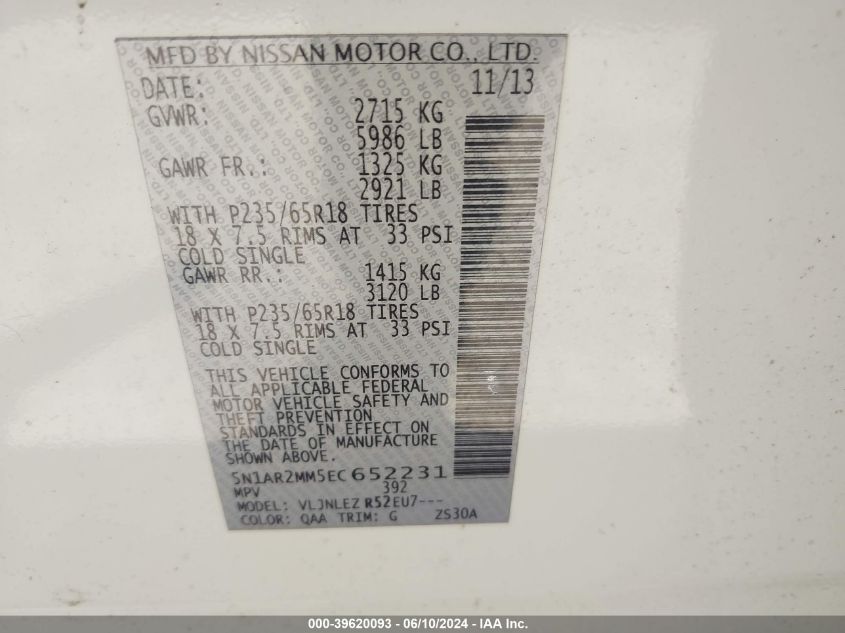 MFD BY NISSAN MOTOR CO., LTD.
DATE: 11/13
GVWR: 2715 KG
5986 LB
GAWR FR.: 1325 KG
2921 LB
WITH P235/65R18 TIRES
18 X 7.5 RIMS AT 33 PSI
COLD SINGLE
GAWR RR.: 1415 KG
3120 LB
WITH P235/65R18 TIRES
18 X 7.5 RIMS AT 33 PSI
COLD SINGLE
THIS VEHICLE CONFORMS TO
ALL APPLICABLE FEDERAL
MOTOR VEHICLE SAFETY AND
THEFT PREVENTION
STANDARDS IN EFFECT ON
THE DATE OF MANUFACTURE
SHOWN ABOVE.
5N1AR2MM5EC652231
MPV 392
MODEL: VLJNLEZ R52EU7---
COLOR: QAA TRIM: G ZS30A
000-39620093 - 06/10/2024 - IAA Inc.